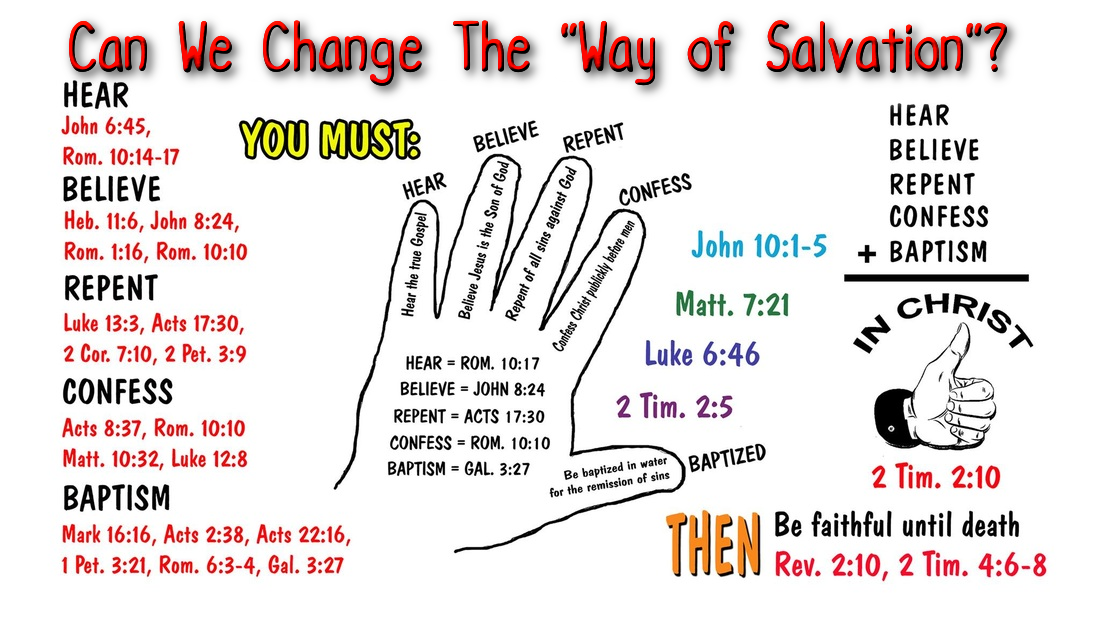 Can We Change The "Way of Salvation"?
HEAR
John 6:45,
Rom. 10:14-17
BELIEVE
Heb. 11:6, John 8:24,
Rom. 1:16, Rom. 10:10
REPENT
Luke 13:3, Acts 17:30,
2 Cor. 7:10, 2 Pet. 3:9
CONFESS
Acts 8:37, Rom. 10:10
Matt. 10:32, Luke 12:8
BAPTISM
Mark 16:16, Acts 2:38, Acts 22:16,
1 Pet. 3:21, Rom. 6:3-4, Gal. 3:27
YOU MUST:
HEAR
BELIEVE
REPENT
CONFESS
BAPTIZED
Hear the true Gospel
Believe Jesus is the Son of God
Repent of all sins against God
Confess Christ publickly before men
Be baptized in water
for the remission of sins
HEAR = ROM. 10:17
BELIEVE = JOHN 8:24
REPENT = ACTS 17:30
CONFESS = ROM. 10:10
BAPTISM = GAL. 3:27
John 10:1-5
Matt. 7:21
Luke 6:46
2 Tim. 2:5
HEAR
BELIEVE
REPENT
CONFESS
+ BAPTISM
IN CHRIST
2 Tim. 2:10
THEN
Be faithful until death
Rev. 2:10, 2 Tim. 4:6-8